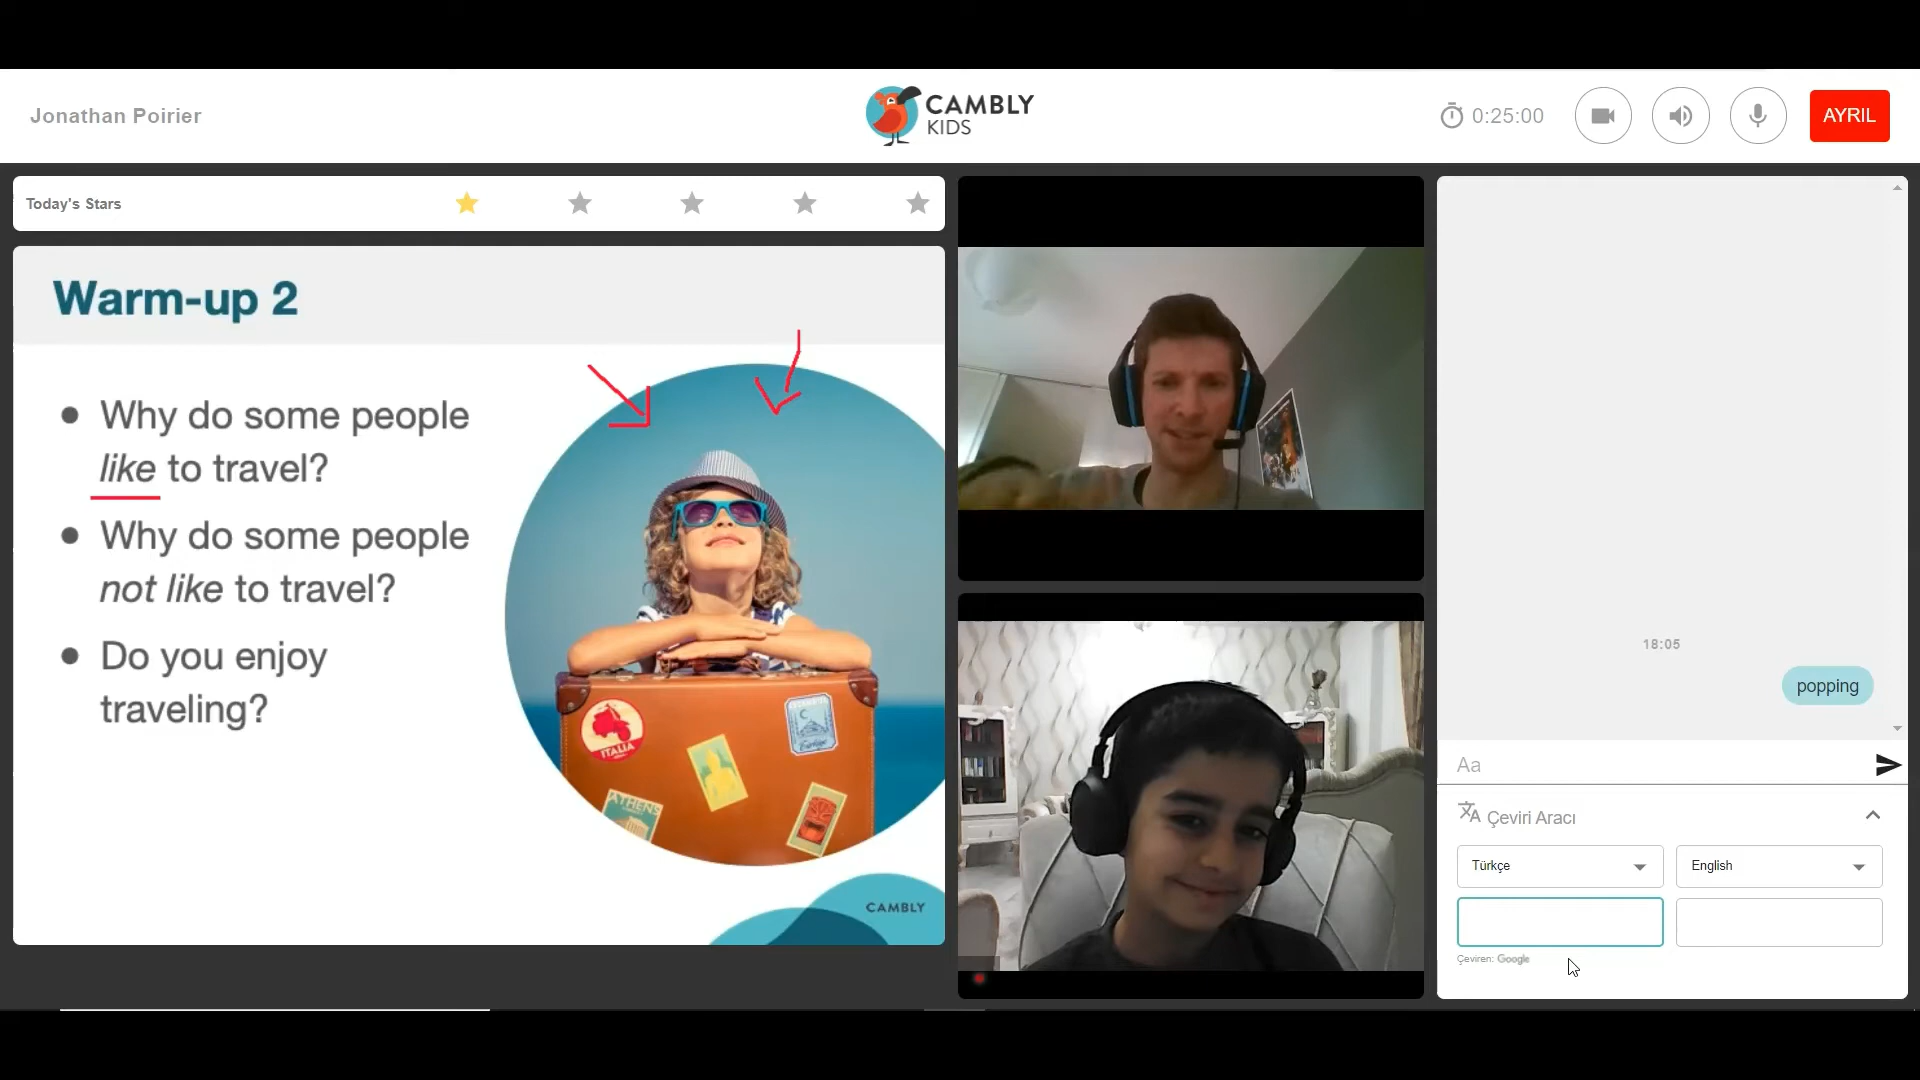 Jonathan Poirier
CAMBLY
KIDS
0:25:00
AYRIL
Today's Stars
Warm-up 2
Why do some people
like to travel?
Why do some people
not like to travel?
Do you enjoy
traveling?
ITALIA
ATHENS
CAMBLY
18:05
popping
Aa
Çeviri Aracı
Türkçe
English
Çeviren: Google